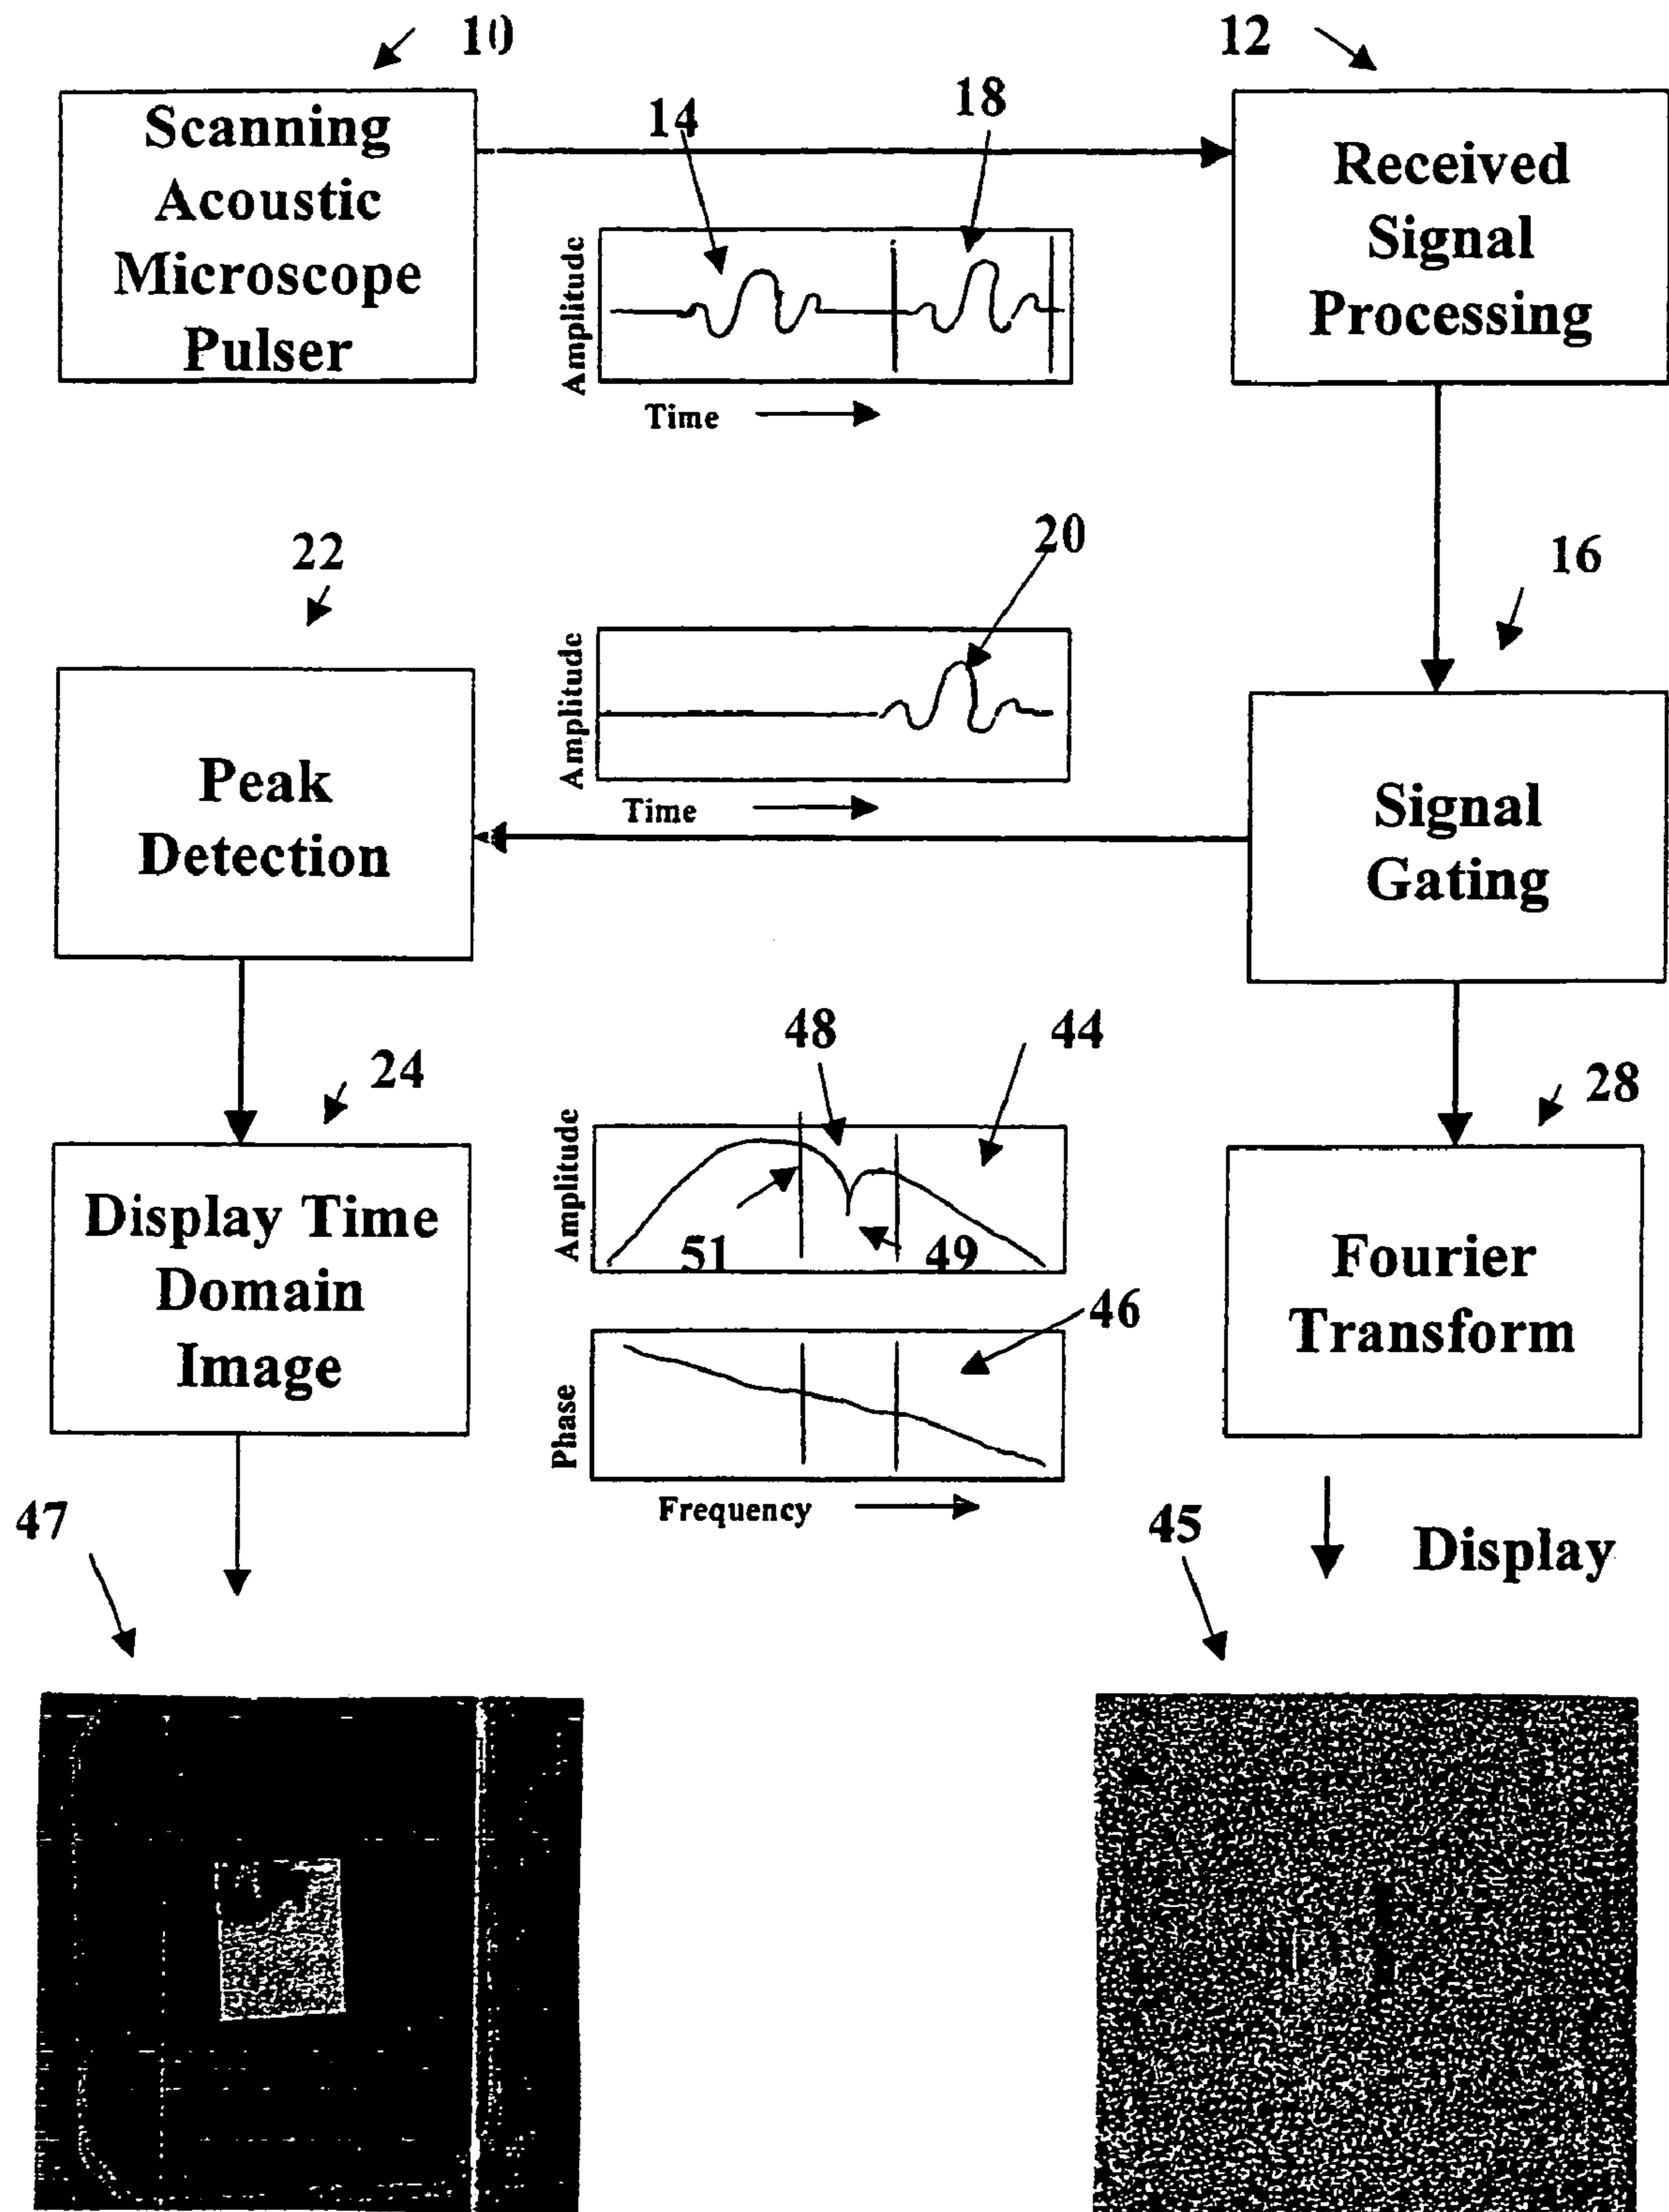 10
12
Scanning
Acoustic
Microscope
Pulser
14
18
Amplitude
Time
Received
Signal
Processing
22
20
16
Peak
Detection
Amplitude
Time
Signal
Gating
24
48
44
28
Display Time
Domain
Image
Amplitude
51
49
46
Phase
Frequency
Fourier
Transform
47
45
Display